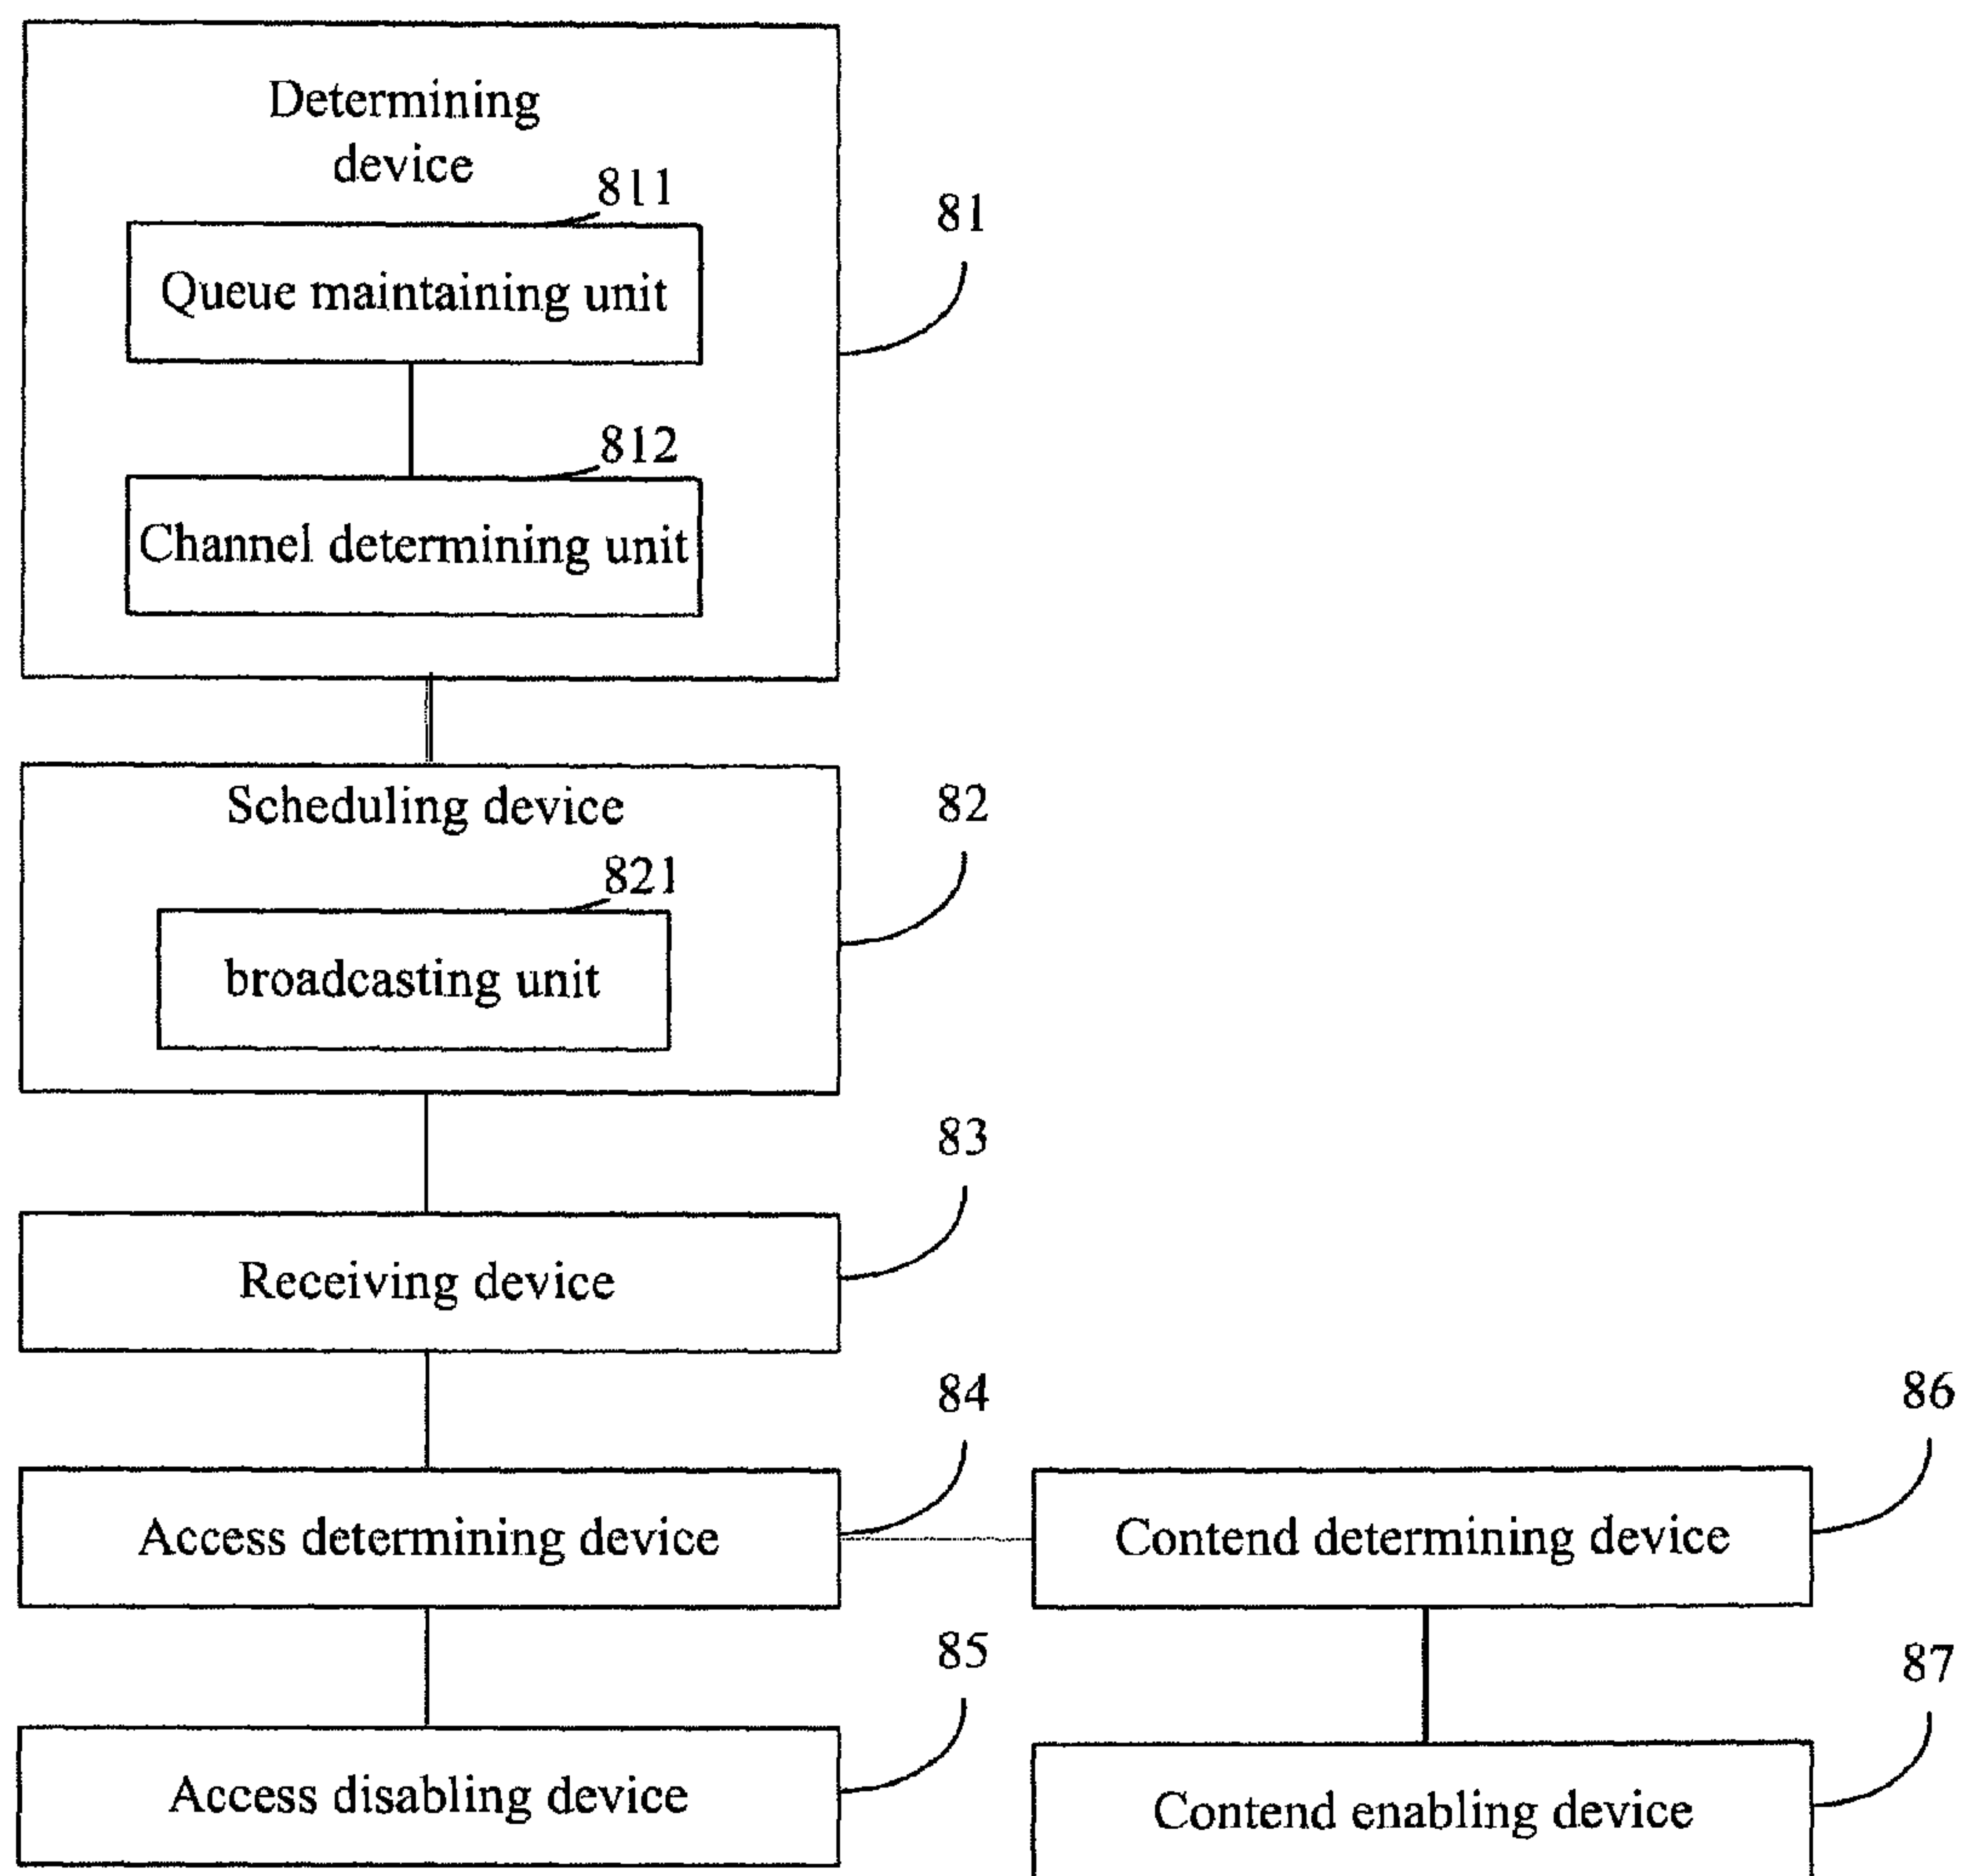 Determining
device
811
81
Queue maintaining unit
812
Channel determining unit
Scheduling device
82
821
broadcasting unit
83
Receiving device
84
86
Access determining device
Contend determining device
85
87
Access disabling device
Contend enabling device